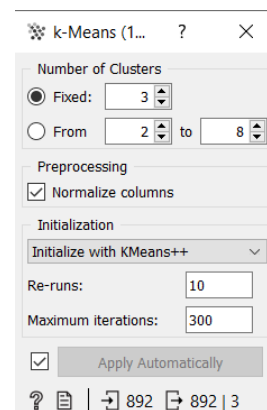 k-Means (1... ?
Number of Clusters
Fixed: 3
From 2 to 8
Preprocessing
Normalize columns
Initialization
Initialize with KMeans++
Re-runs: 10
Maximum iterations: 300
Apply Automatically
? 892 892 | 3